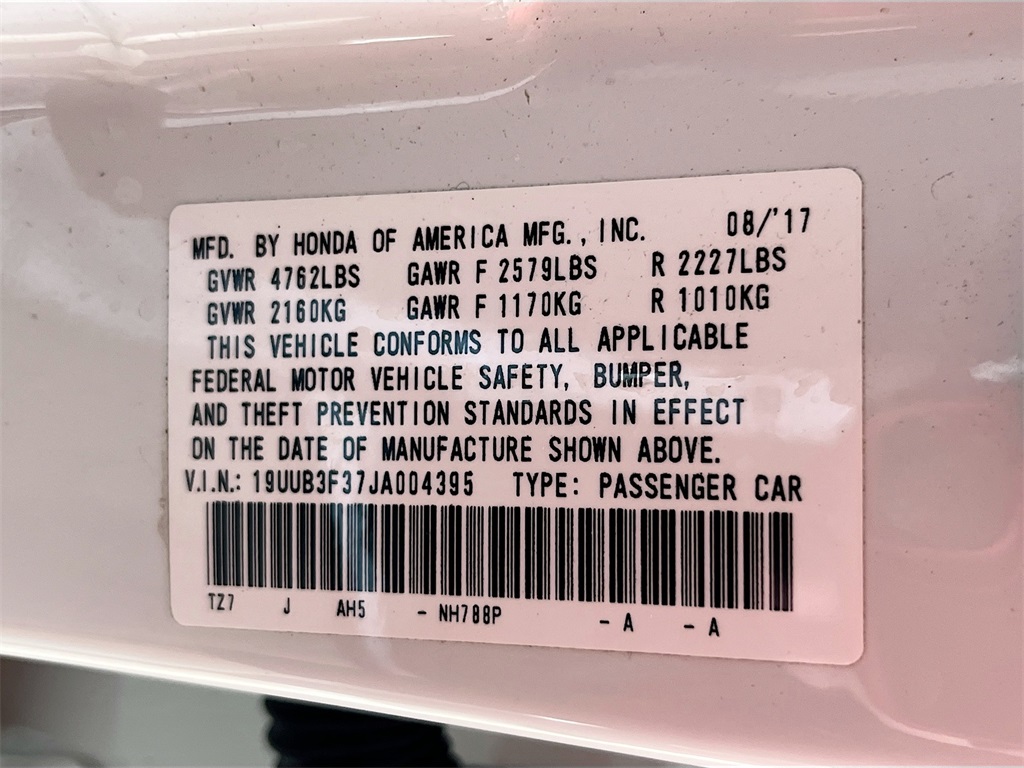 MFD. BY HONDA OF AMERICA MFG., INC. 08/'17
GVWR 4762LBS GAWR F 2579LBS R 2227LBS
GVWR 2160KG GAWR F 1170KG R 1010KG
THIS VEHICLE CONFORMS TO ALL APPLICABLE
FEDERAL MOTOR VEHICLE SAFETY, BUMPER,
AND THEFT PREVENTION STANDARDS IN EFFECT
ON THE DATE OF MANUFACTURE SHOWN ABOVE.
V.I.N.: 19UUB3F37JA004395 TYPE: PASSENGER CAR
TZ7 J AH5 - NH788P - A - A